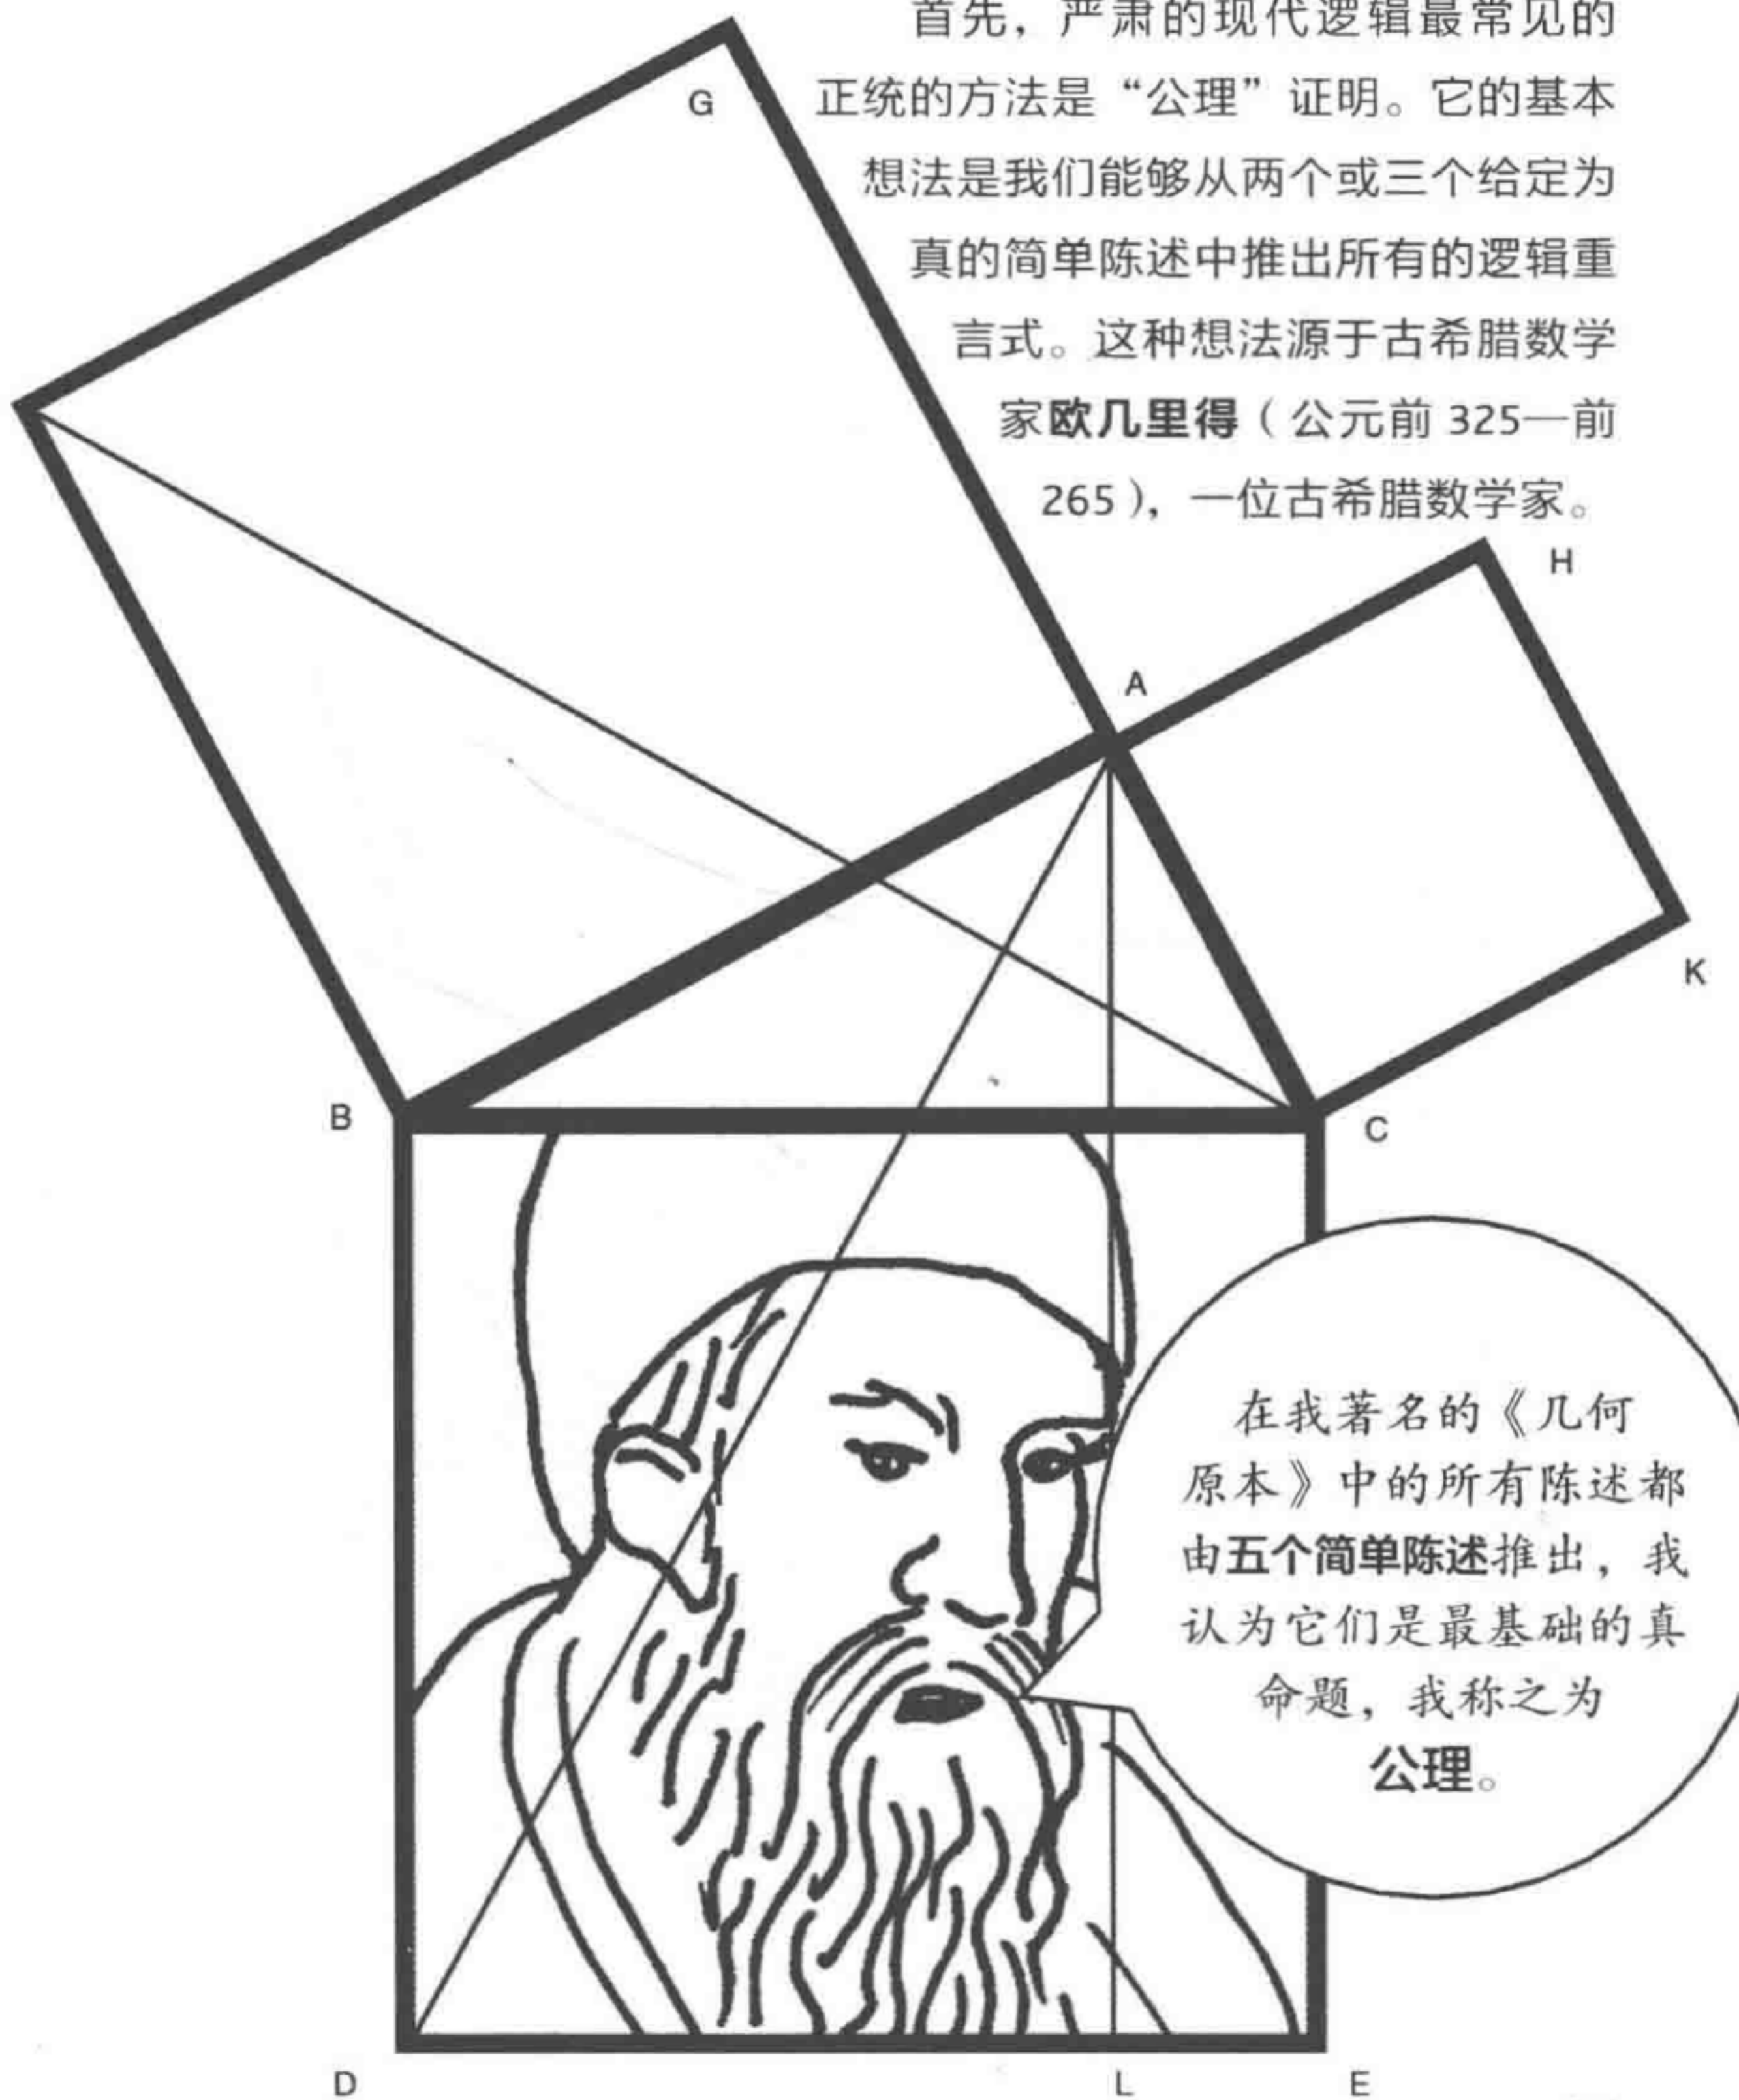 首先，严肃的现代逻辑最常见的
正统的方法是“公理”证明。它的基本
想法是我们能够从两个或三个给定为
真的简单陈述中推出所有的逻辑重
言式。这种想法源于古希腊数学
家欧几里得（公元前 325—前
265），一位古希腊数学家。
G
H
A
K
B
C
在我著名的《几何
原本》中的所有陈述都
由五个简单陈述推出，我
认为它们是最基础的真
命题，我称之为
公理。
D
L
E